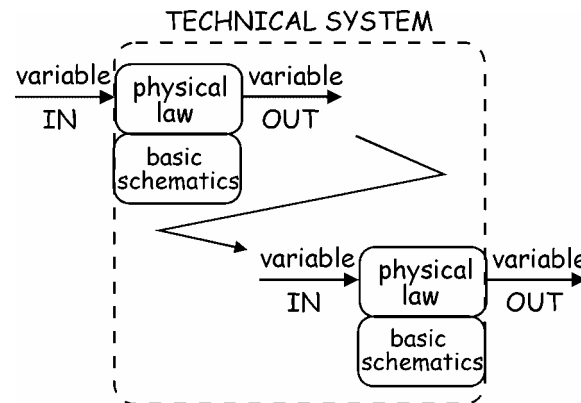 TECHNICAL SYSTEM
variable
physical
law
variable
IN
OUT
basic
schematics
variable
physical
law
variable
IN
OUT
basic
schematics